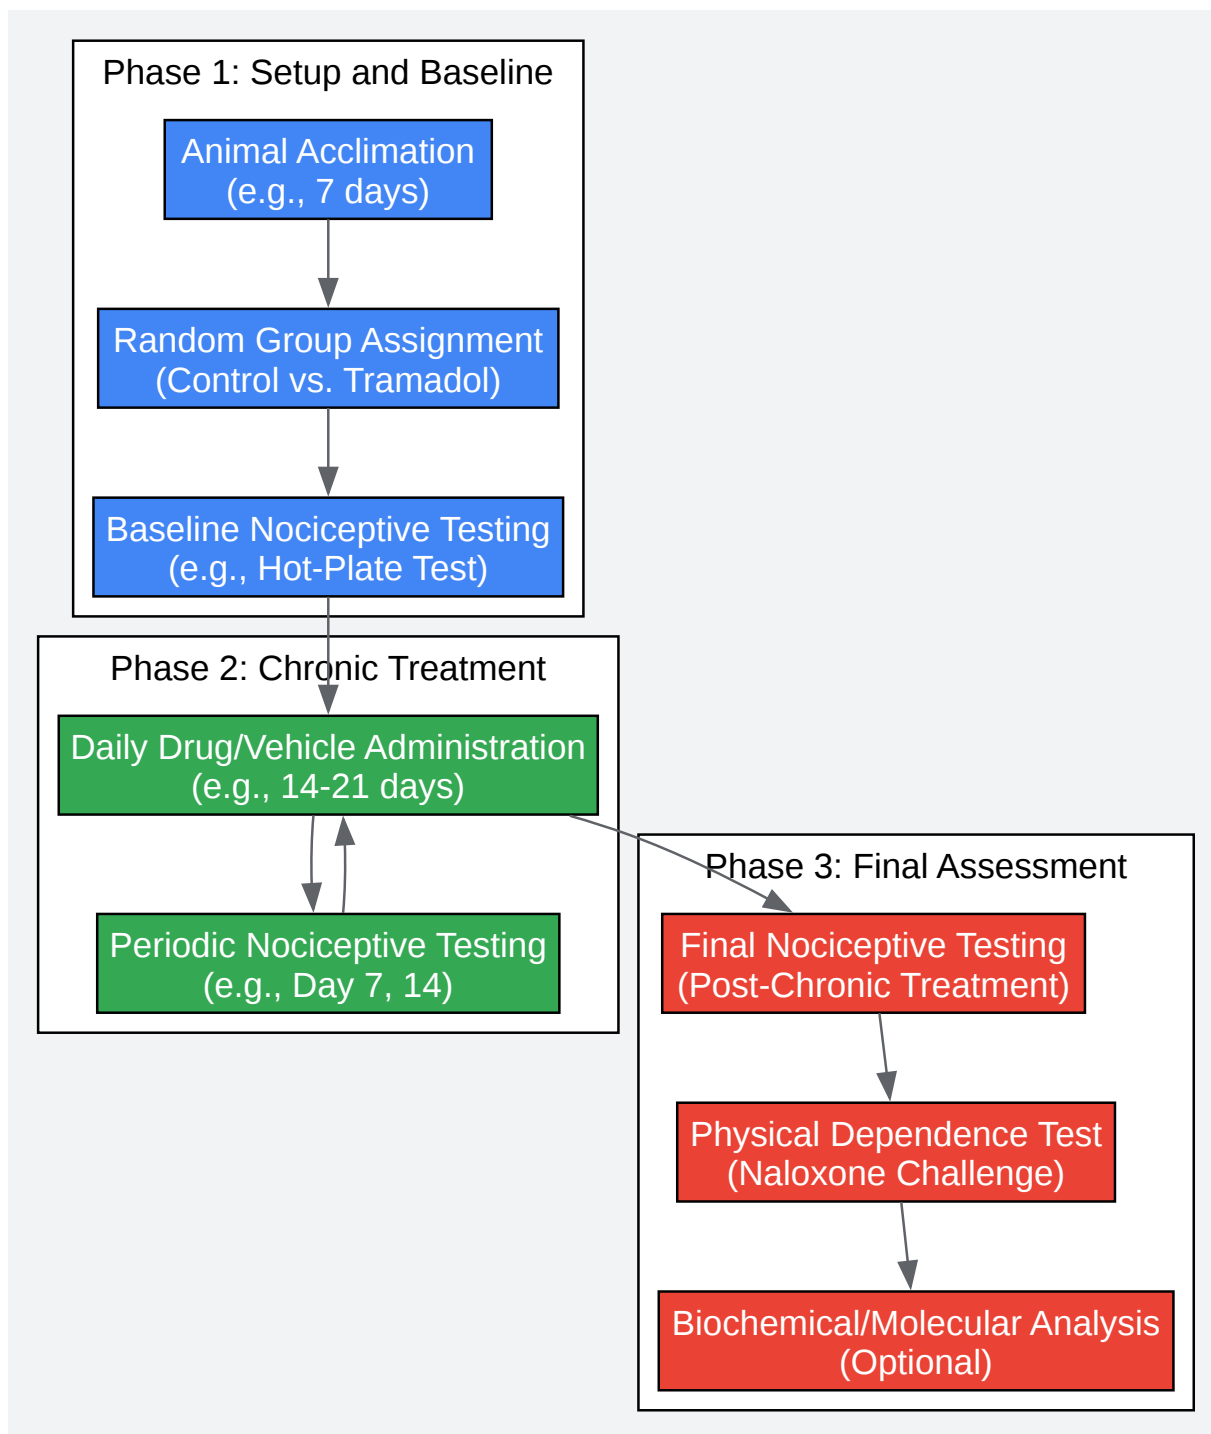 Phase 1: Setup and Baseline
Animal Acclimation
(e.g., 7 days)
Random Group Assignment
(Control vs. Tramadol)
Baseline Nociceptive Testing
(e.g., Hot-Plate Test)
Phase 2: Chronic Treatment
Daily Drug/Vehicle Administration
(e.g., 14-21 days)
Periodic Nociceptive Testing
(e.g., Day 7, 14)
Phase 3: Final Assessment
Final Nociceptive Testing
(Post-Chronic Treatment)
Physical Dependence Test
(Naloxone Challenge)
Biochemical/Molecular Analysis
(Optional)